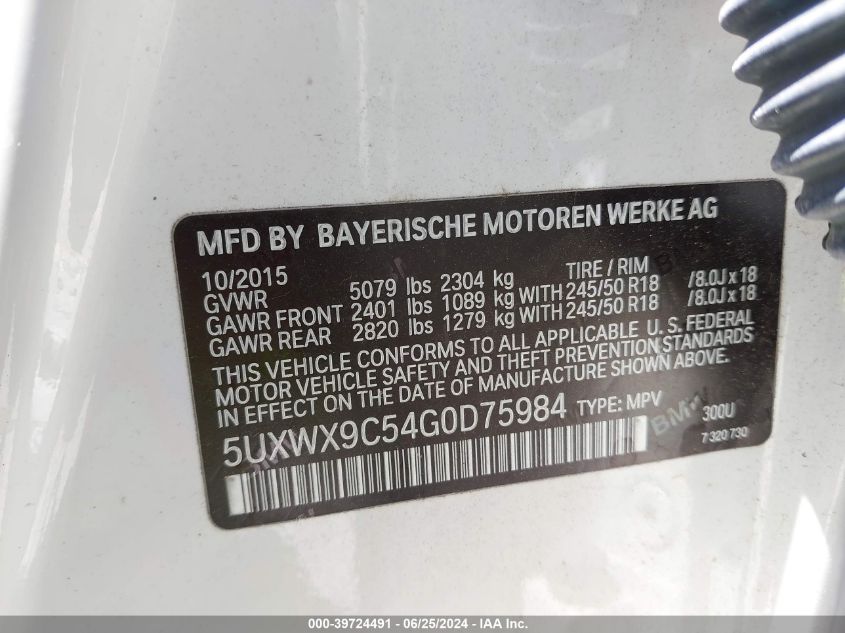 MFD BY BAYERISCHE MOTOREN WERKE AG
10/2015 TIRE / RIM
GVWR 5079 lbs 2304 kg
GAWR FRONT 2401 lbs 1089 kg WITH 245/50 R18 /8.0J x 18
GAWR REAR 2820 lbs 1279 kg WITH 245/50 R18 /8.0J x 18
THIS VEHICLE CONFORMS TO ALL APPLICABLE U. S. FEDERAL
MOTOR VEHICLE SAFETY AND THEFT PREVENTION STANDARDS
IN EFFECT ON THE DATE OF MANUFACTURE SHOWN ABOVE.
5UXWX9C54G0D75984 TYPE: MPV 300U
7 320 730
000-39724491 - 06/25/2024 - IAA Inc.